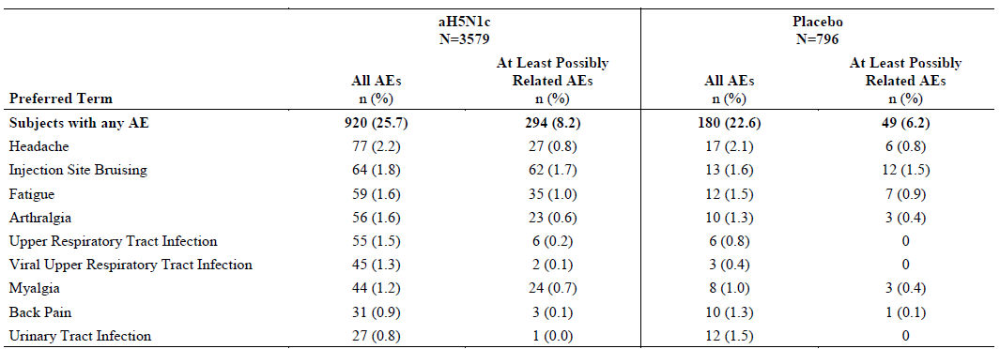 aH5N1c Placebo
N=3579 N=796
At Least Possibly At Least Possibly
All AEs Related AEs All AEs Related AEs
Preferred Term n (%) n (%) n (%) n (%)
Subjects with any AE 920 (25.7) 294 (8.2) 180 (22.6) 49 (6.2)
Headache 77 (2.2) 27 (0.8) 17 (2.1) 6 (0.8)
Injection Site Bruising 64 (1.8) 62 (1.7) 13 (1.6) 12 (1.5)
Fatigue 59 (1.6) 35 (1.0) 12 (1.5) 7 (0.9)
Arthralgia 56 (1.6) 23 (0.6) 10 (1.3) 3 (0.4)
Upper Respiratory Tract Infection 55 (1.5) 6 (0.2) 6 (0.8) 0
Viral Upper Respiratory Tract Infection 45 (1.3) 2 (0.1) 3 (0.4) 0
Myalgia 44 (1.2) 24 (0.7) 8 (1.0) 3 (0.4)
Back Pain 31 (0.9) 3 (0.1) 10 (1.3) 1 (0.1)
Urinary Tract Infection 27 (0.8) 1 (0.0) 12 (1.5) 0